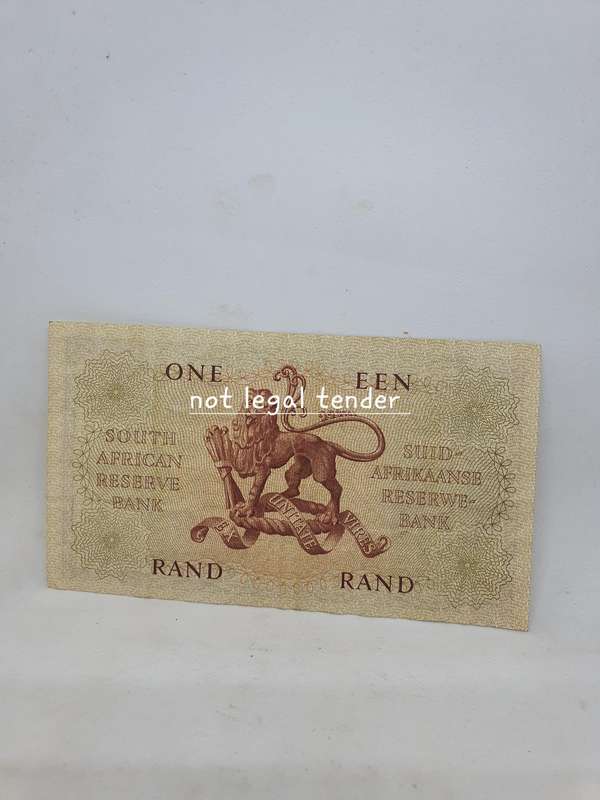 ONE EEN
not legal tender
SOUTH AFRICAN RESERVE BANK
SUID-AFRIKAANSE RESERWE-BANK
EX UNITATE VIRES
RAND RAND